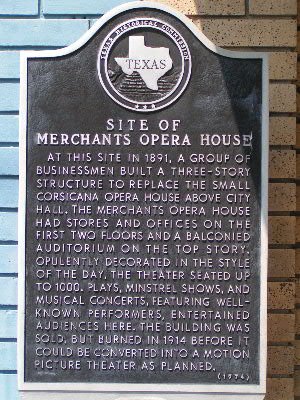 TEXAS HISTORICAL COMMISSION
TEXAS
SITE OF
MERCHANTS OPERA HOUSE
AT THIS SITE IN 1891, A GROUP OF
BUSINESSMEN BUILT A THREE-STORY
STRUCTURE TO REPLACE THE SMALL
CORSICANA OPERA HOUSE ABOVE CITY
HALL. THE MERCHANTS OPERA HOUSE
HAD STORES AND OFFICES ON THE
FIRST TWO FLOORS AND A BALCONIED
AUDITORIUM ON THE TOP STORY.
OPULENTLY DECORATED IN THE STYLE
OF THE DAY, THE THEATER SEATED UP
TO 1000. PLAYS, MINSTREL SHOWS, AND
MUSICAL CONCERTS, FEATURING WELL-
KNOWN PERFORMERS, ENTERTAINED
AUDIENCES HERE. THE BUILDING WAS
SOLD, BUT BURNED IN 1914 BEFORE IT
COULD BE CONVERTED INTO A MOTION
PICTURE THEATER AS PLANNED.
(1974)